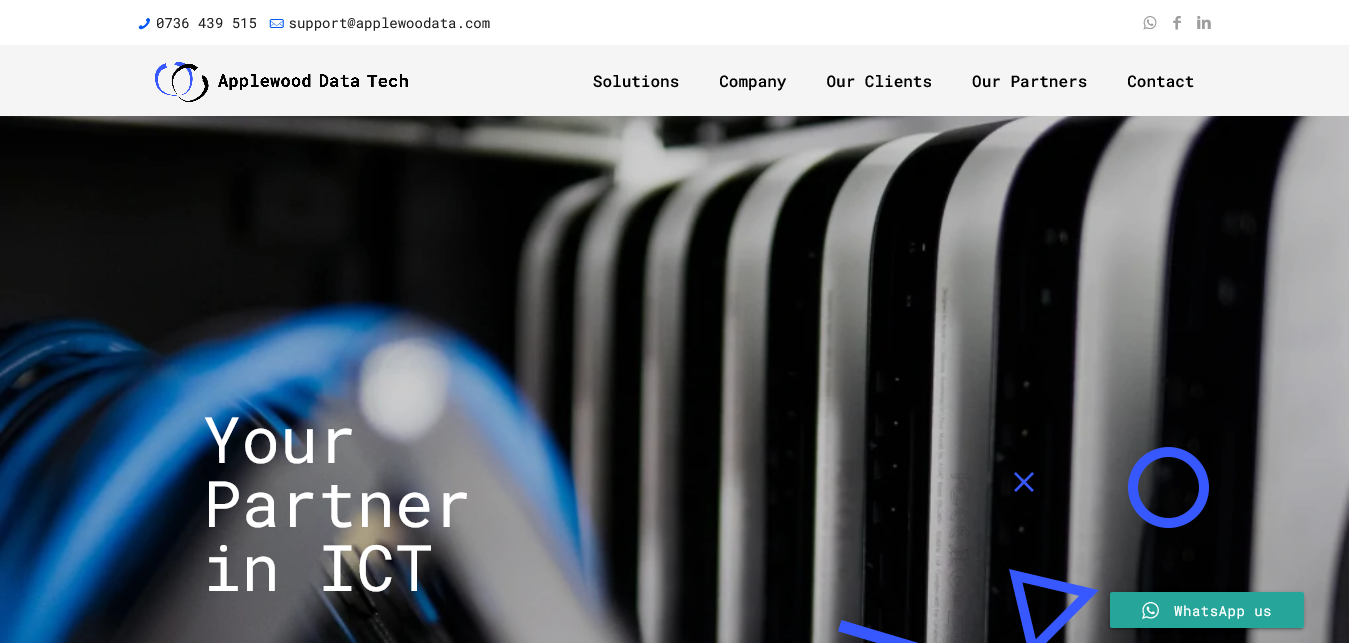 0736 439 515 support@applewoodata.com
Applewood Data Tech
Solutions Company Our Clients Our Partners Contact
Your
Partner
in ICT
WhatsApp us